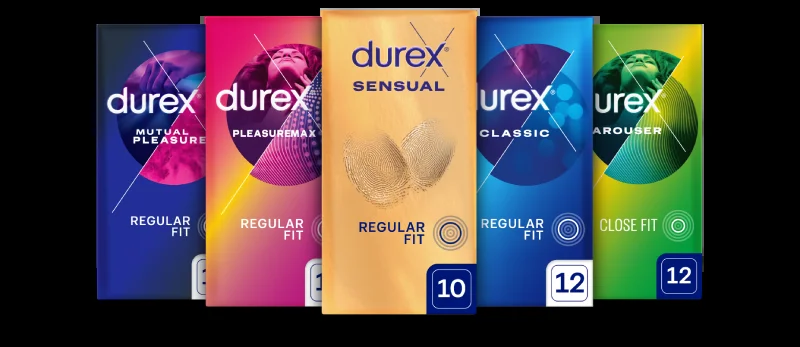 durex
MUTUAL
PLEASURE
REGULAR
FIT
durex
PLEASUREMAX
REGULAR
FIT
durex®
SENSUAL
REGULAR
FIT
10
urex®
CLASSIC
REGULAR
FIT
12
urex®
AROUSER
CLOSE FIT
12